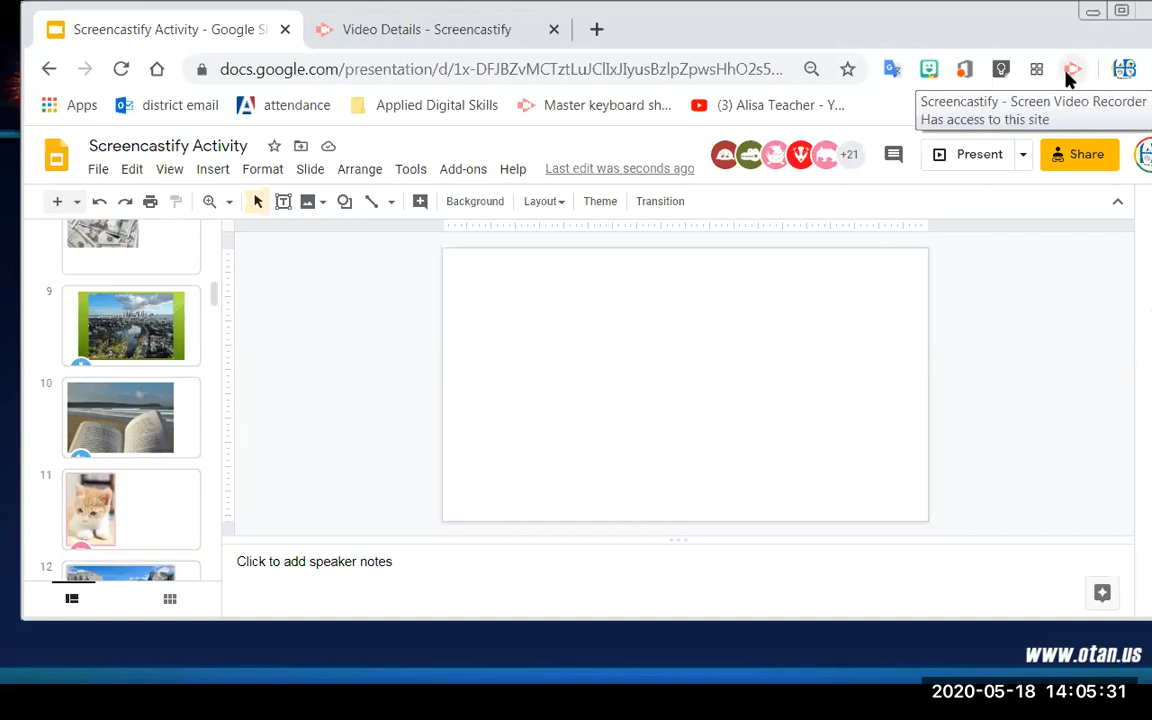 Screencastify Activity - Google Sl
Video Details - Screencastify
docs.google.com/presentation/d/1x-DFJBZvMCTztLuJClIxJIyusBzlpZpwsHhO2s5...
Apps
district email
attendance
Applied Digital Skills
Master keyboard sh...
(3) Alisa Teacher - Y...
Screencastify - Screen Video Recorder
Has access to this site
Screencastify Activity
+21
Present
Share
File Edit View Insert Format Slide Arrange Tools Add-ons Help Last edit was seconds ago
Background Layout Theme Transition
9
10
11
12
Click to add speaker notes
www.otan.us
2020-05-18 14:05:31